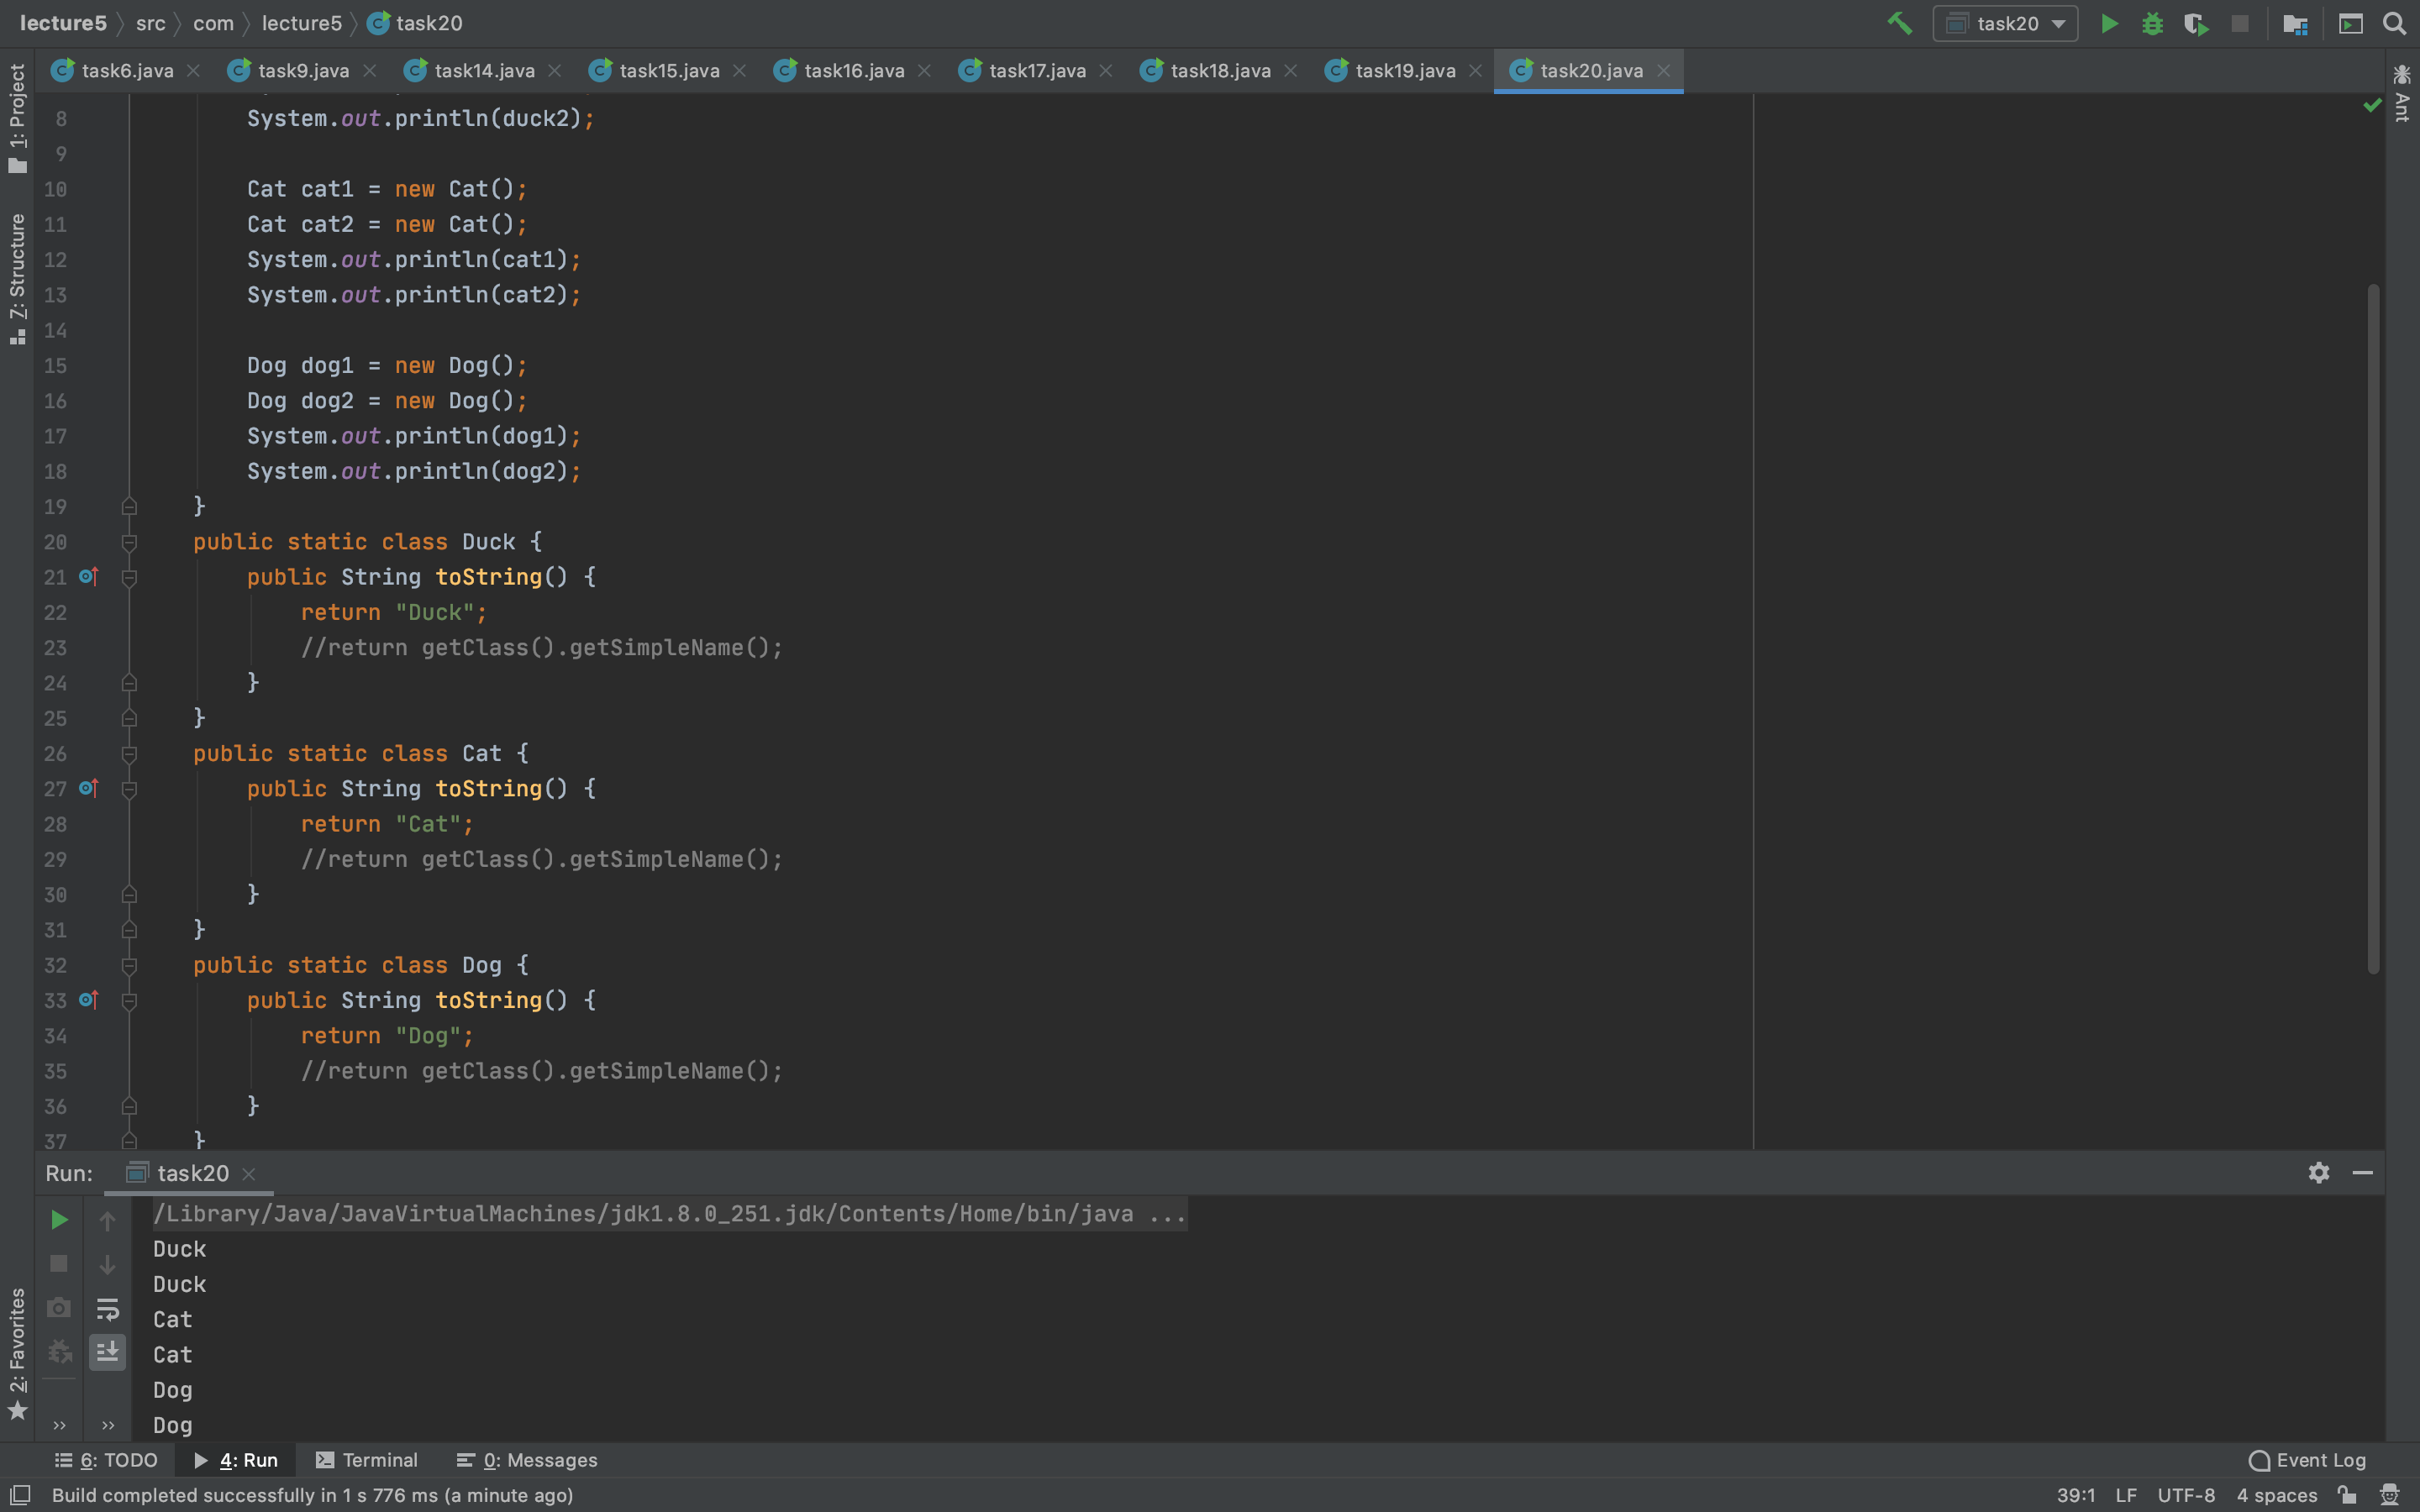 lecture5 src com lecture5 task20 task20
task6.java task9.java task14.java task15.java task16.java task17.java task18.java task19.java task20.java
1: Project
7: Structure
2: Favorites
Ant
8 System.out.println(duck2);
9
10 Cat cat1 = new Cat();
11 Cat cat2 = new Cat();
12 System.out.println(cat1);
13 System.out.println(cat2);
14
15 Dog dog1 = new Dog();
16 Dog dog2 = new Dog();
17 System.out.println(dog1);
18 System.out.println(dog2);
19 }
20 public static class Duck {
21 public String toString() {
22 return "Duck";
23 //return getClass().getSimpleName();
24 }
25 }
26 public static class Cat {
27 public String toString() {
28 return "Cat";
29 //return getClass().getSimpleName();
30 }
31 }
32 public static class Dog {
33 public String toString() {
34 return "Dog";
35 //return getClass().getSimpleName();
36 }
37 }
Run: task20
/Library/Java/JavaVirtualMachines/jdk1.8.0_251.jdk/Contents/Home/bin/java ...
Duck
Duck
Cat
Cat
Dog
Dog
6: TODO 4: Run Terminal 0: Messages Event Log
Build completed successfully in 1 s 776 ms (a minute ago) 39:1 LF UTF-8 4 spaces